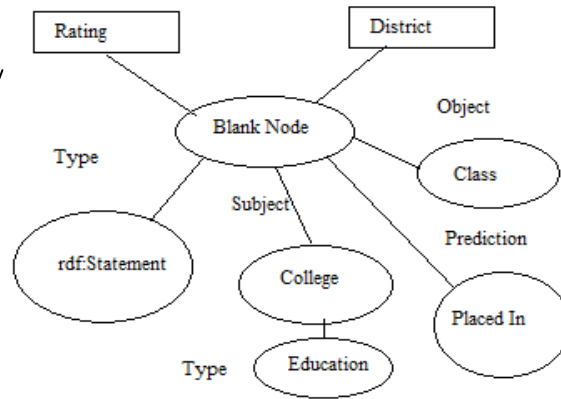 Rating
District
Blank Node
Object
Type
Class
Subject
Prediction
rdf:Statement
College
Placed In
Education
Type